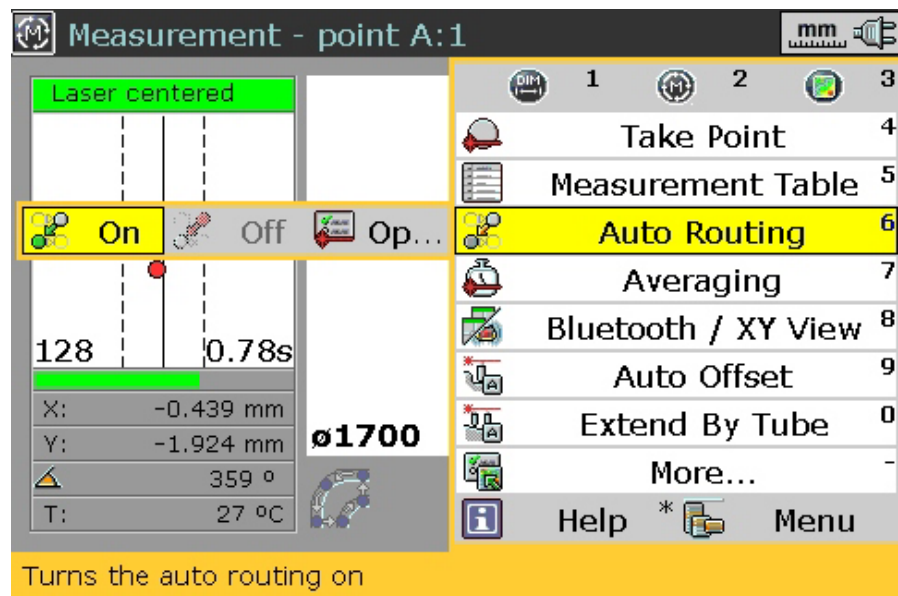 Measurement - point A:1
mm
Laser centered
128 0.78s
X: -0.439 mm
Y: -1.924 mm
359 º
T: 27 ºC
ø1700
On Off Op...
DIM 1 M 2 3
Take Point 4
Measurement Table 5
Auto Routing 6
Averaging 7
Bluetooth / XY View 8
Auto Offset 9
Extend By Tube 0
More... -
Help * Menu
Turns the auto routing on